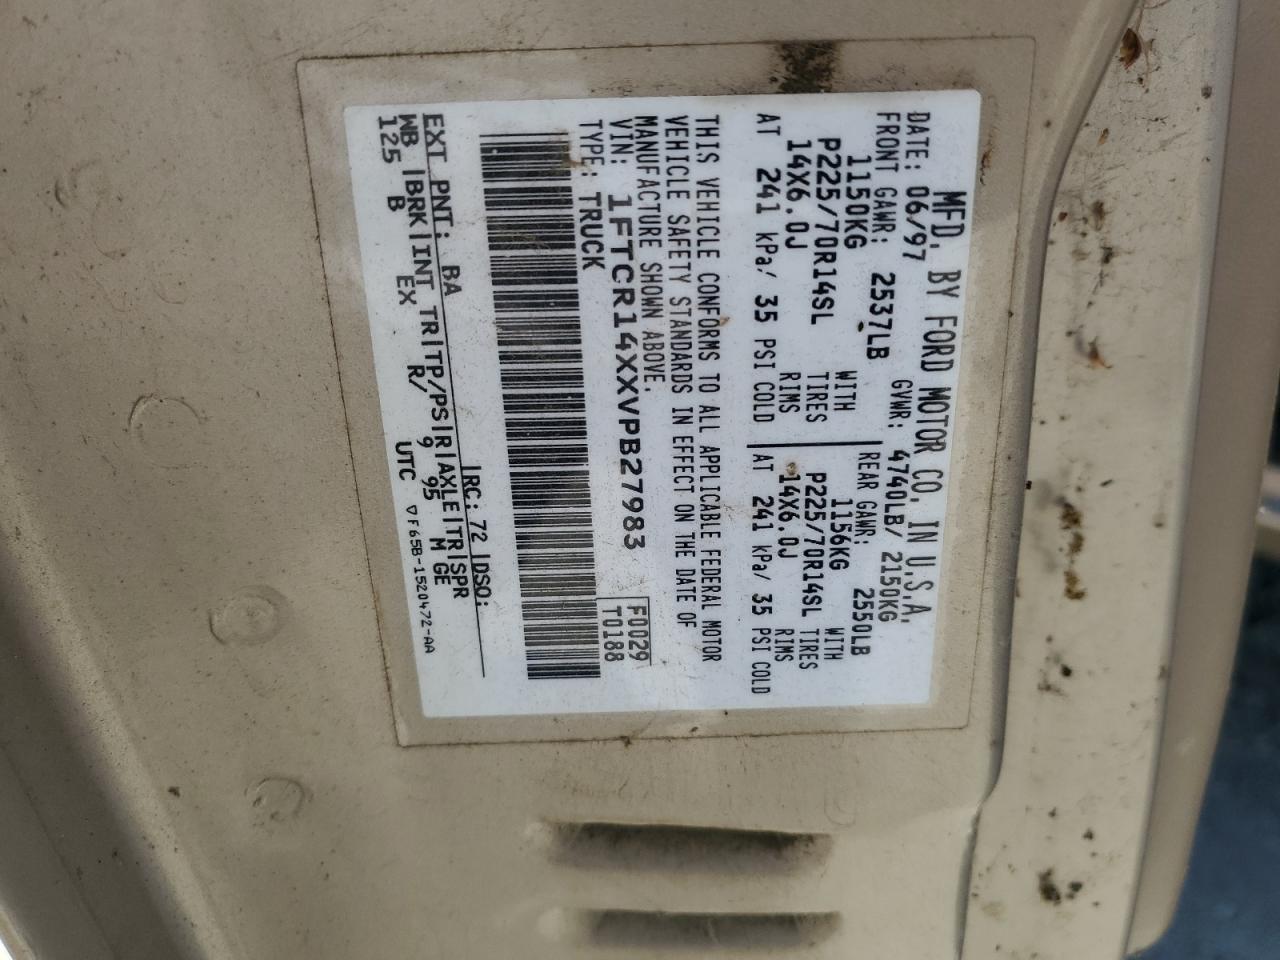 MFD. BY FORD MOTOR CO. IN U.S.A.
DATE: 06/97 GVWR: 4740LB/ 2150KG
FRONT GAWR: 2537LB REAR GAWR: 2550LB
1150KG WITH 1156KG WITH
P225/70R14SL TIRES P225/70R14SL TIRES
14X6.0J RIMS 14X6.0J RIMS
AT 241 kPa/ 35 PSI COLD AT 241 kPa/ 35 PSI COLD
THIS VEHICLE CONFORMS TO ALL APPLICABLE FEDERAL MOTOR
VEHICLE SAFETY STANDARDS IN EFFECT ON THE DATE OF
MANUFACTURE SHOWN ABOVE.
VIN: 1FTCR14XXVPB27983 F0029
TYPE: TRUCK T0188
EXT PNT: BA RC: 72 DSO:
WB BRK INT TR TP/PS R AXLE TR SPR
125 B EX R/ 9 95 M GE
UTC ▽F65B-1520472-AA